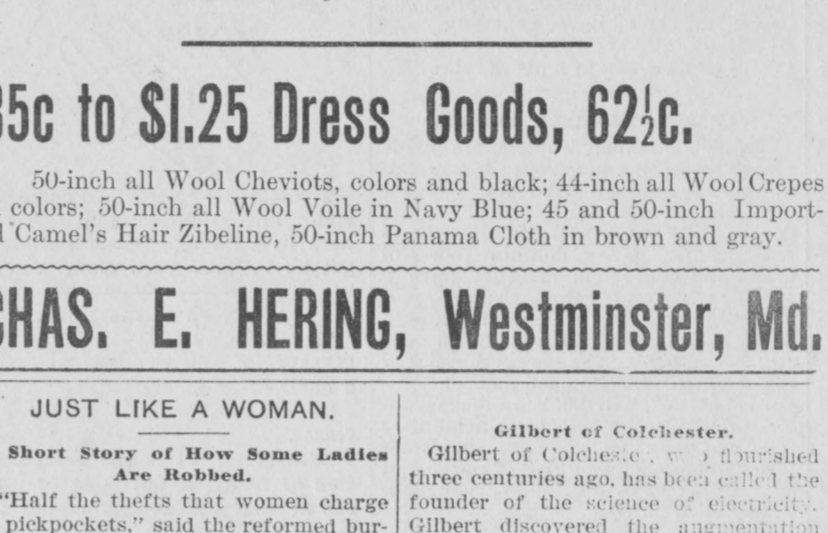 85c to $1.25 Dress Goods, 62½c.
50-inch all Wool Cheviots, colors and black; 44-inch all Wool Crepes
colors; 50-inch all Wool Voile in Navy Blue; 45 and 50-inch Import-
Camel's Hair Zibeline, 50-inch Panama Cloth in brown and gray.
CHAS. E. HERING, Westminster, Md.
JUST LIKE A WOMAN.
Short Story of How Some Ladies
Are Robbed.
"Half the thefts that women charge
pickpockets," said the reformed bur-
Gilbert of Colchester.
Gilbert of Colchester, who flourished
three centuries ago, has been called the
founder of the science of electricity.
Gilbert discovered the augmentation